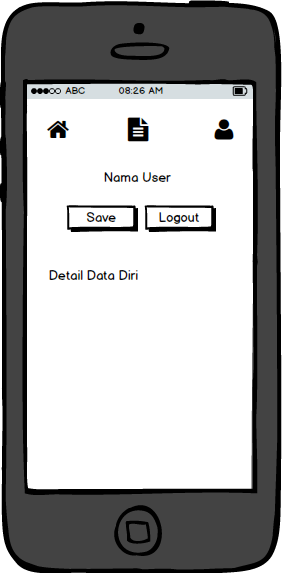 ABC 08:26 AM
Nama User
Save Logout
Detail Data Diri